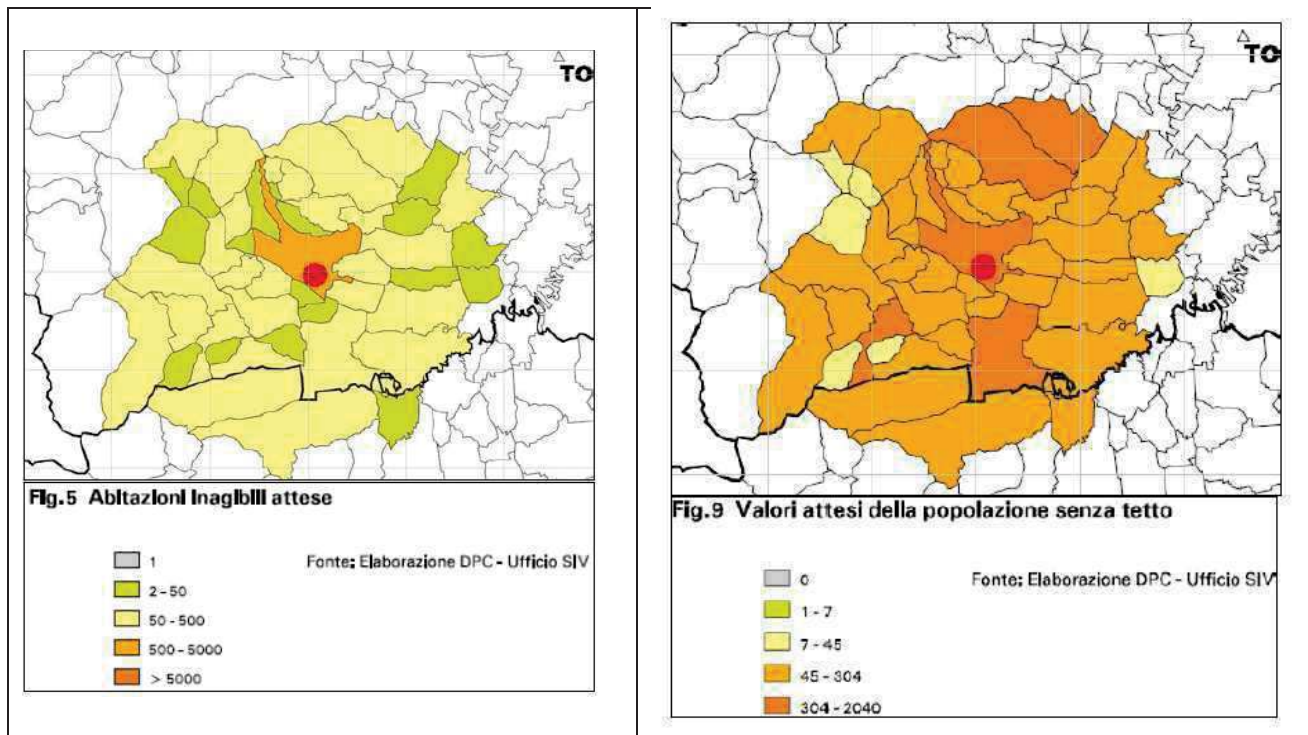 TO
Fig.5 Abitazioni inagibili attese
Fonte: Elaborazione DPC - Ufficio SIV
1
2-50
50-500
500-5000
> 5000
TO
Fig.9 Valori attesi della popolazione senza tetto
Fonte: Elaborazione DPC - Ufficio SIV
0
1-7
7-45
45-304
304-2040